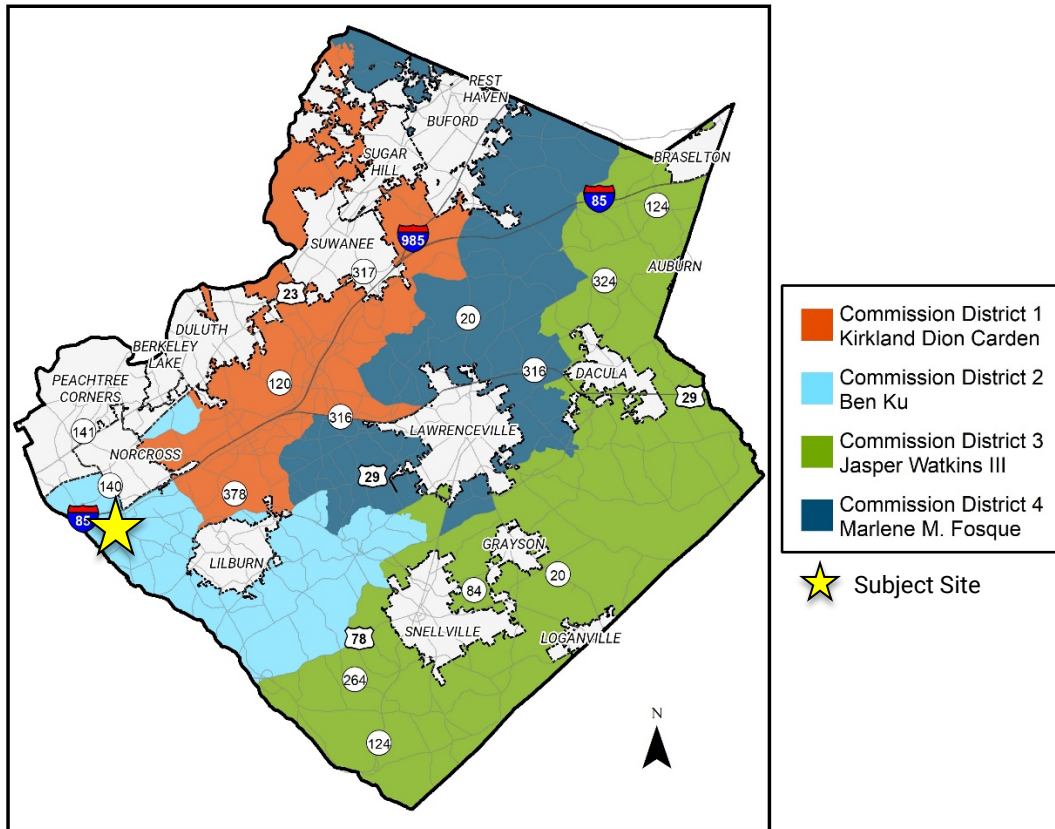 REST
HAVEN
BUFORD
SUGAR
HILL
BRASELTON
85
124
SUWANEE
985
317
AUBURN
324
23
20
DULUTH
BERKELEY
LAKE
PEACHTREE
CORNERS
120
316
DACULA
29
141
316
LAWRENCEVILLE
NORCROSS
29
140
378
85
LILBURN
GRAYSON
20
84
SNELLVILLE
LOGANVILLE
78
264
124
N
Commission District 1
Kirkland Dion Carden
Commission District 2
Ben Ku
Commission District 3
Jasper Watkins III
Commission District 4
Marlene M. Fosque
Subject Site